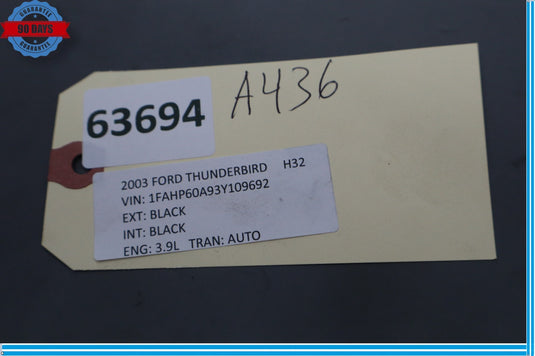 GUARANTEE
90 DAYS
GUARANTEE
63694
A436
2003 FORD THUNDERBIRD H32
VIN: 1FAHP60A93Y109692
EXT: BLACK
INT: BLACK
ENG: 3.9L TRAN: AUTO